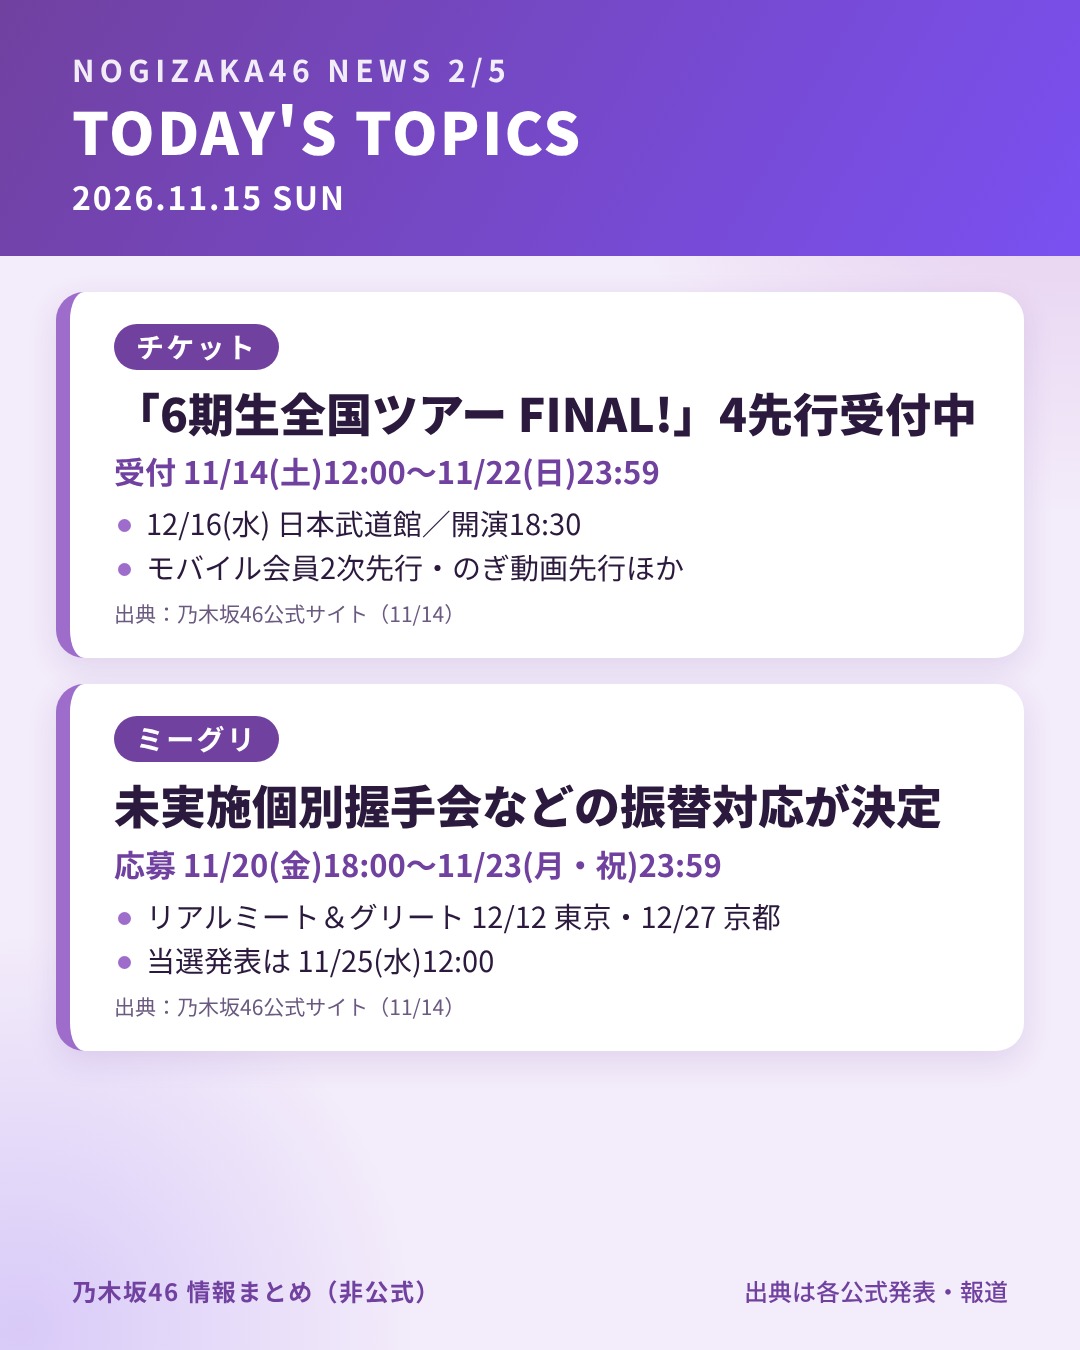 NOGIZAKA46 NEWS 2/5
TODAY'S TOPICS
2026.11.15 SUN
チケット
「6期生全国ツアー FINAL!」4先行受付中
受付 11/14(土)12:00〜11/22(日)23:59
12/16(水) 日本武道館／開演18:30
モバイル会員2次先行・のぎ動画先行ほか
出典：乃木坂46公式サイト（11/14）
ミーグリ
未実施個別握手会などの振替対応が決定
応募 11/20(金)18:00〜11/23(月・祝)23:59
リアルミート＆グリート 12/12 東京・12/27 京都
当選発表は 11/25(水)12:00
出典：乃木坂46公式サイト（11/14）
乃木坂46 情報まとめ（非公式）
出典は各公式発表・報道